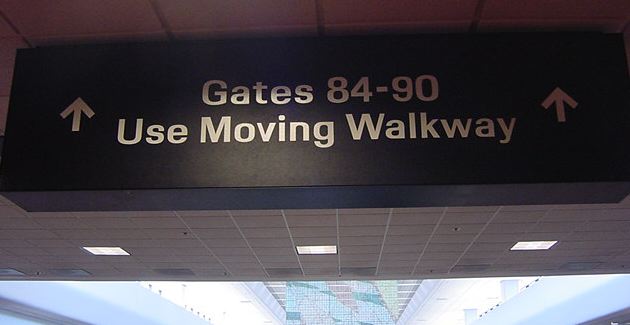 Gates 84-90
Use Moving Walkway